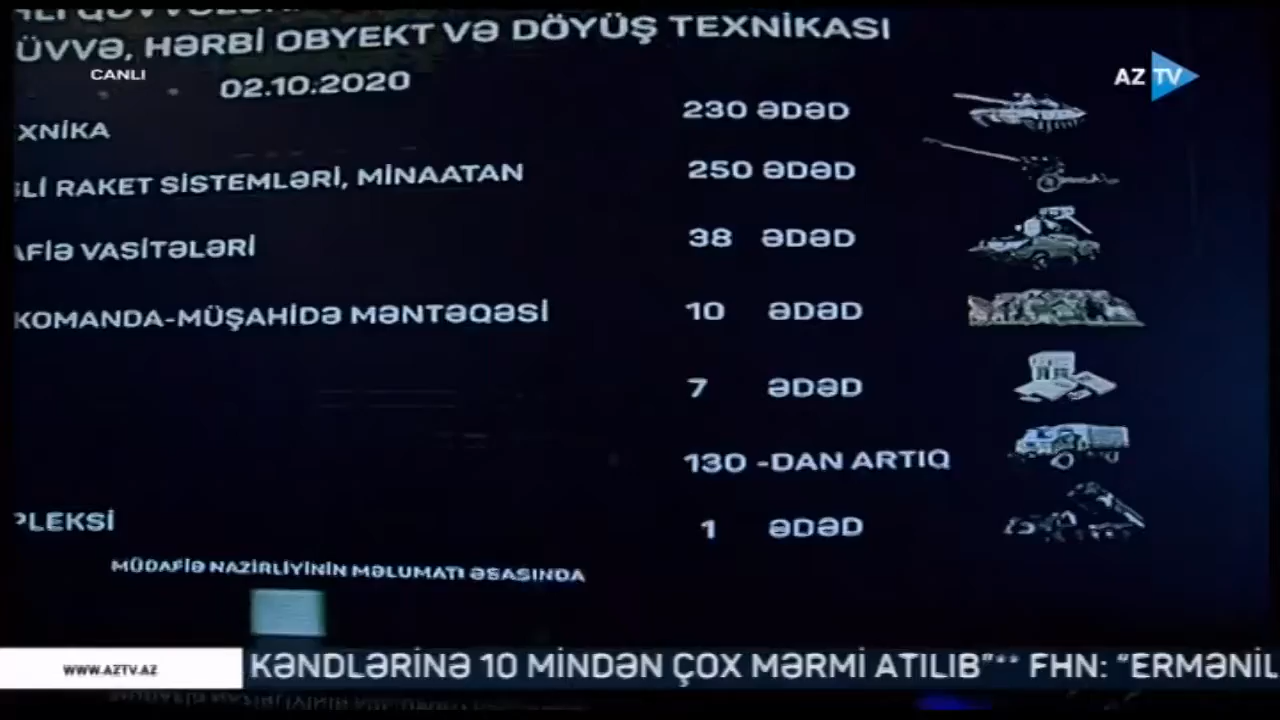 ÜVVƏ, HƏRBİ OBYEKT VƏ DÖYÜŞ TEXNİKASI
CANLI
02.10.2020
AZTV
XNİKA 230 ƏDƏD
Lİ RAKET SİSTEMLƏRİ, MİNAATAN 250 ƏDƏD
AFİƏ VASİTƏLƏRİ 38 ƏDƏD
KOMANDA-MÜŞAHİDƏ MƏNTƏQƏSİ 10 ƏDƏD
7 ƏDƏD
130 -DAN ARTIQ
PLEKSİ 1 ƏDƏD
MÜDAFİƏ NAZİRLİYİNİN MƏLUMATI ƏSASINDA
WWW.AZTV.AZ
KƏNDLƏRİNƏ 10 MİNDƏN ÇOX MƏRMİ ATILIB"** FHN: "ERMƏNİL